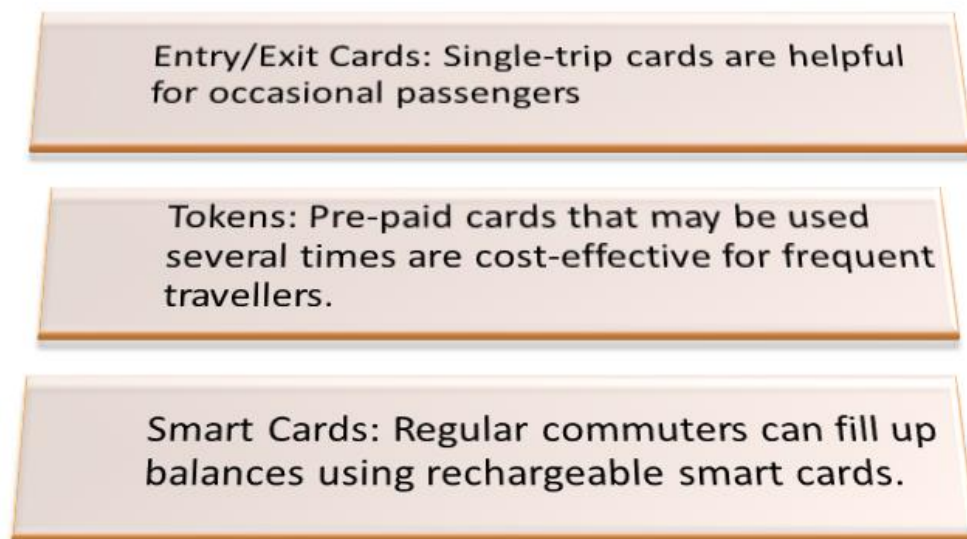 Entry/Exit Cards: Single-trip cards are helpful
for occasional passengers
Tokens: Pre-paid cards that may be used
several times are cost-effective for frequent
travellers.
Smart Cards: Regular commuters can fill up
balances using rechargeable smart cards.